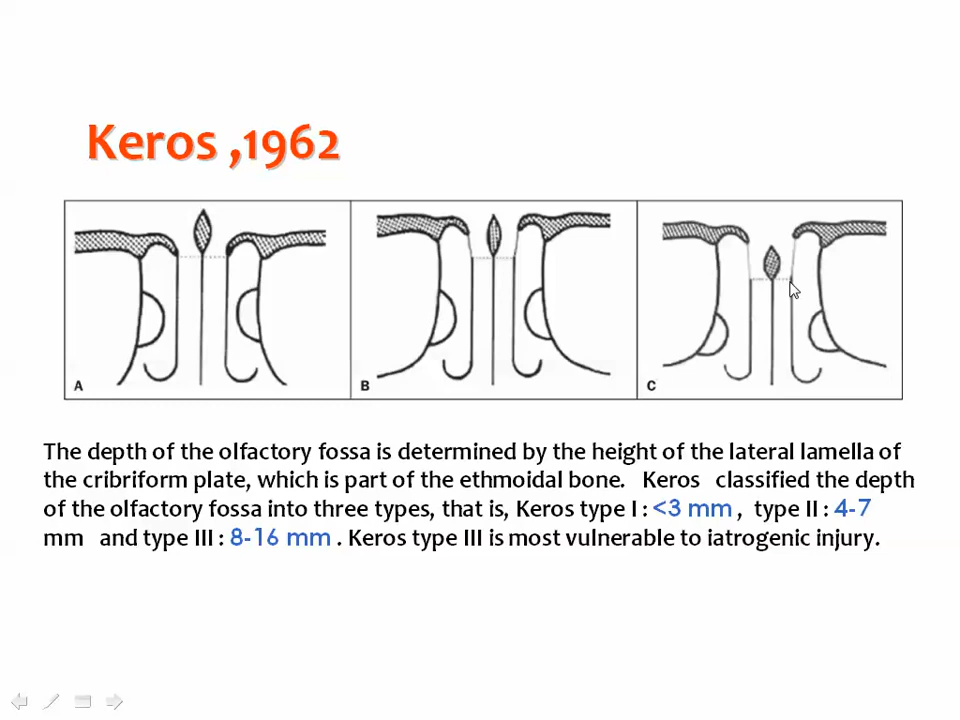 Keros ,1962
A
B
C
The depth of the olfactory fossa is determined by the height of the lateral lamella of
the cribriform plate, which is part of the ethmoidal bone. Keros classified the depth
of the olfactory fossa into three types, that is, Keros type I : <3 mm , type II : 4-7
mm and type III : 8-16 mm . Keros type III is most vulnerable to iatrogenic injury.